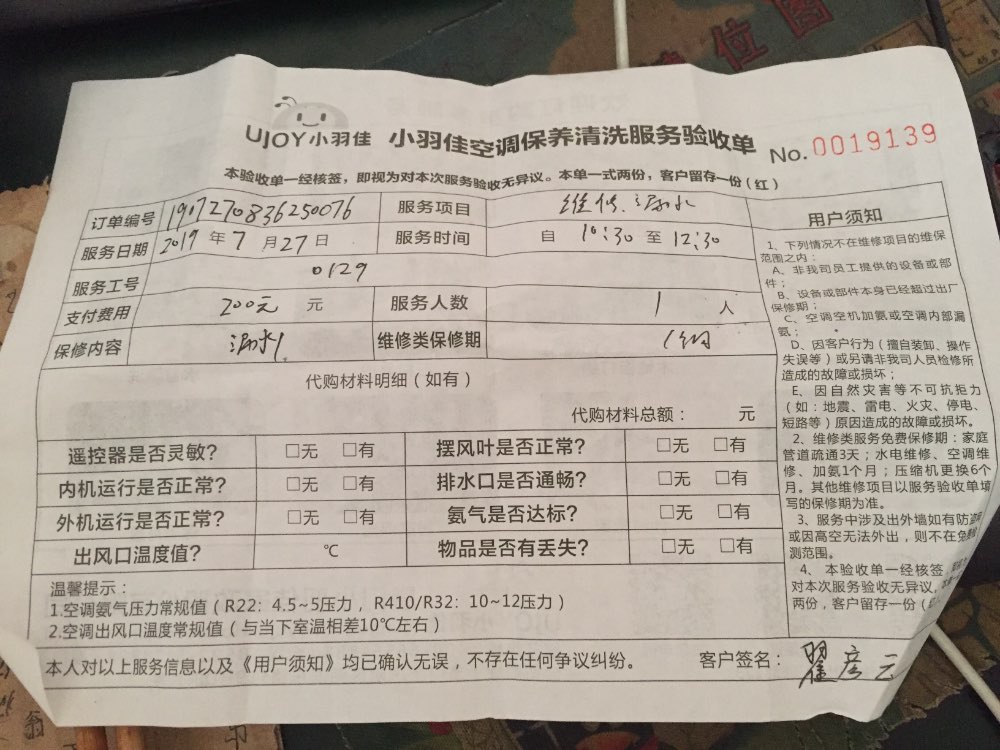 UJOY小羽佳 小羽佳空调保养清洗服务验收单 No.0019139
本验收单一经核签，即视为对本次服务验收无异议。本单一式两份，客户留存一份（红）
订单编号 1907270836250076 服务项目 维修.漏水
服务日期 2019年7月27日 服务时间 自 10:30 至 12:30
服务工号 0129
支付费用 200元 元 服务人数 1 人
保修内容 漏水 维修类保修期 1个月
代购材料明细（如有）
代购材料总额： 元
遥控器是否灵敏？ □无 □有 摆风叶是否正常？ □无 □有
内机运行是否正常？ □无 □有 排水口是否通畅？ □无 □有
外机运行是否正常？ □无 □有 氨气是否达标？ □无 □有
出风口温度值？ ℃ 物品是否有丢失？ □无 □有
温馨提示：
1.空调氨气压力常规值（R22：4.5~5压力，R410/R32：10~12压力）
2.空调出风口温度常规值（与当下室温相差10℃左右）
本人对以上服务信息以及《用户须知》均已确认无误，不存在任何争议纠纷。 客户签名：翟彦云
用户须知
1、下列情况不在维修项目的维保
范围之内：
A、非我司员工提供的设备或部
件；
B、设备或部件本身已经超过出厂
保修期；
C、空调空机加氨或空调内部漏
氨；
D、因客户行为（擅自装卸、操作
失误等）或另请非我司人员检修所
造成的故障或损坏；
E、因自然灾害等不可抗拒力
（如：地震、雷电、火灾、停电、
短路等）原因造成的故障或损坏。
2、维修类服务免费保修期：家庭
管道疏通3天；水电维修、空调维
修、加氨1个月；压缩机更换6个
月。其他维修项目以服务验收单填
写的保修期为准。
3、服务中涉及出外墙如有防盗
或因高空无法外出，则不在免
测范围。
4、本验收单一经核签，
对本次服务验收无异议，
两份，客户留存一份（
位图